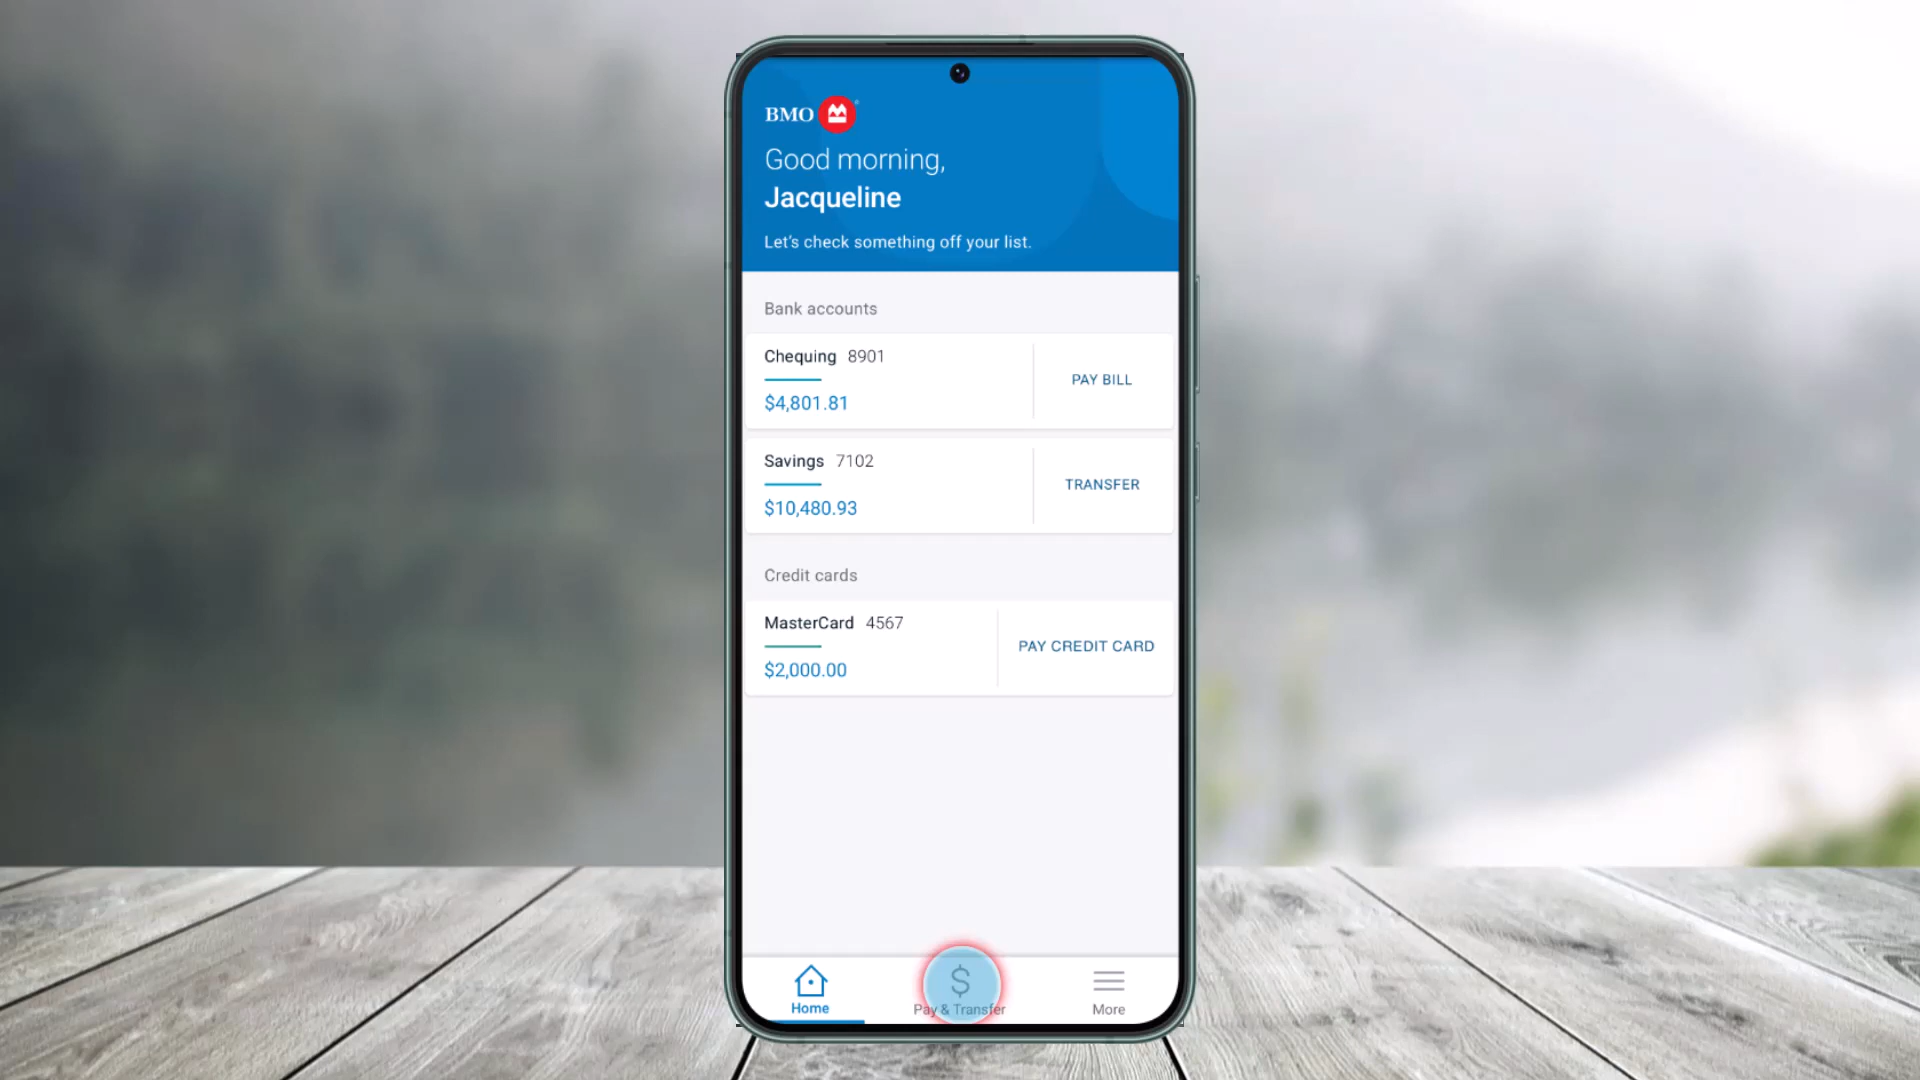 BMO
Good morning,
Jacqueline
Let's check something off your list.
Bank accounts
Chequing 8901
$4,801.81
PAY BILL
Savings 7102
$10,480.93
TRANSFER
Credit cards
MasterCard 4567
$2,000.00
PAY CREDIT CARD
$
Home
Pay & Transfer
More